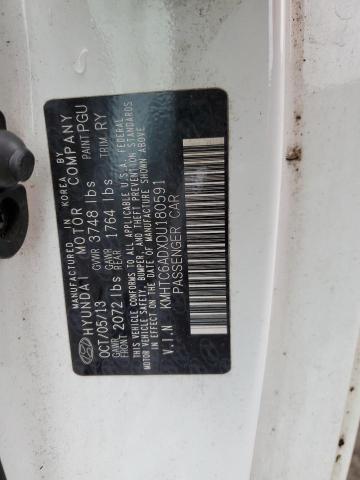 MANUFACTURED IN KOREA BY
HYUNDAI MOTOR COMPANY
OCT/05/13 GVWR 3748 lbs PAINT PGU
GAWR FRONT 2072 lbs GAWR REAR 1764 lbs TRIM RY
THIS VEHICLE CONFORMS TO ALL APPLICABLE U.S.A. FEDERAL
MOTOR VEHICLE SAFETY, BUMPER, AND THEFT PREVENTION STANDARDS
IN EFFECT ON THE DATE OF MANUFACTURE SHOWN ABOVE.
V.I.N KMHTC6ADXDU180591
PASSENGER CAR